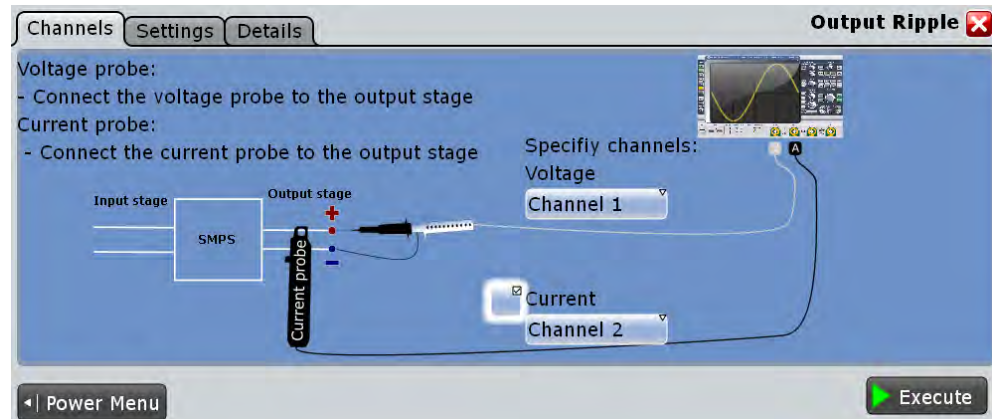 Channels Settings Details
Output Ripple
Voltage probe:
- Connect the voltage probe to the output stage
Current probe:
- Connect the current probe to the output stage
Specifiy channels:
Voltage
Channel 1
A
Input stage
Output stage
SMPS
Current probe
Current
Channel 2
Power Menu
Execute